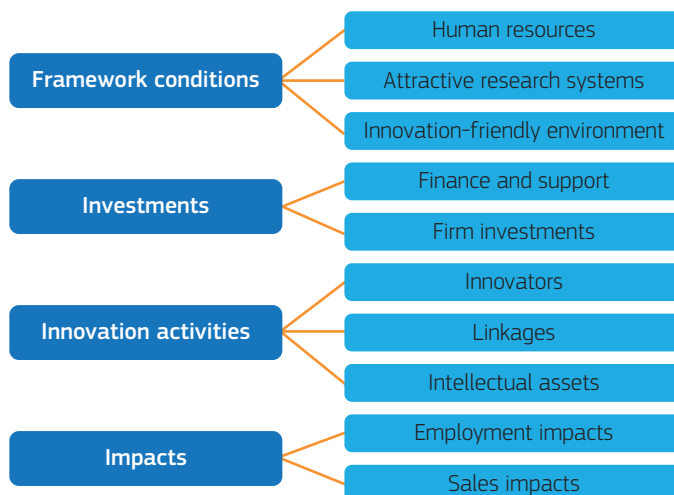 Framework conditions
Human resources
Attractive research systems
Innovation-friendly environment
Investments
Finance and support
Firm investments
Innovation activities
Innovators
Linkages
Intellectual assets
Impacts
Employment impacts
Sales impacts